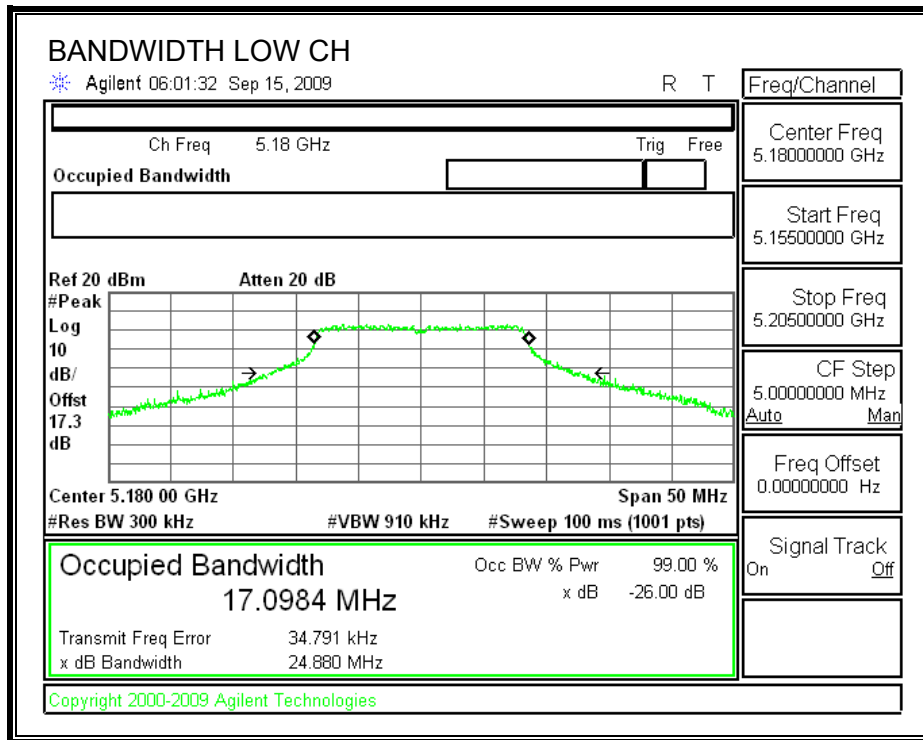 BANDWIDTH LOW CH
Agilent 06:01:32 Sep 15, 2009 R T
Ch Freq 5.18 GHz Trig Free
Occupied Bandwidth
Ref 20 dBm Atten 20 dB
#Peak
Log
10
dB/
Offst
17.3
dB
Center 5.180 00 GHz Span 50 MHz
#Res BW 300 kHz #VBW 910 kHz #Sweep 100 ms (1001 pts)
Occupied Bandwidth
17.0984 MHz
Occ BW % Pwr 99.00 %
x dB -26.00 dB
Transmit Freq Error 34.791 kHz
x dB Bandwidth 24.880 MHz
Copyright 2000-2009 Agilent Technologies
Freq/Channel
Center Freq
5.18000000 GHz
Start Freq
5.15500000 GHz
Stop Freq
5.20500000 GHz
CF Step
5.00000000 MHz
Auto Man
Freq Offset
0.00000000 Hz
Signal Track
On Off